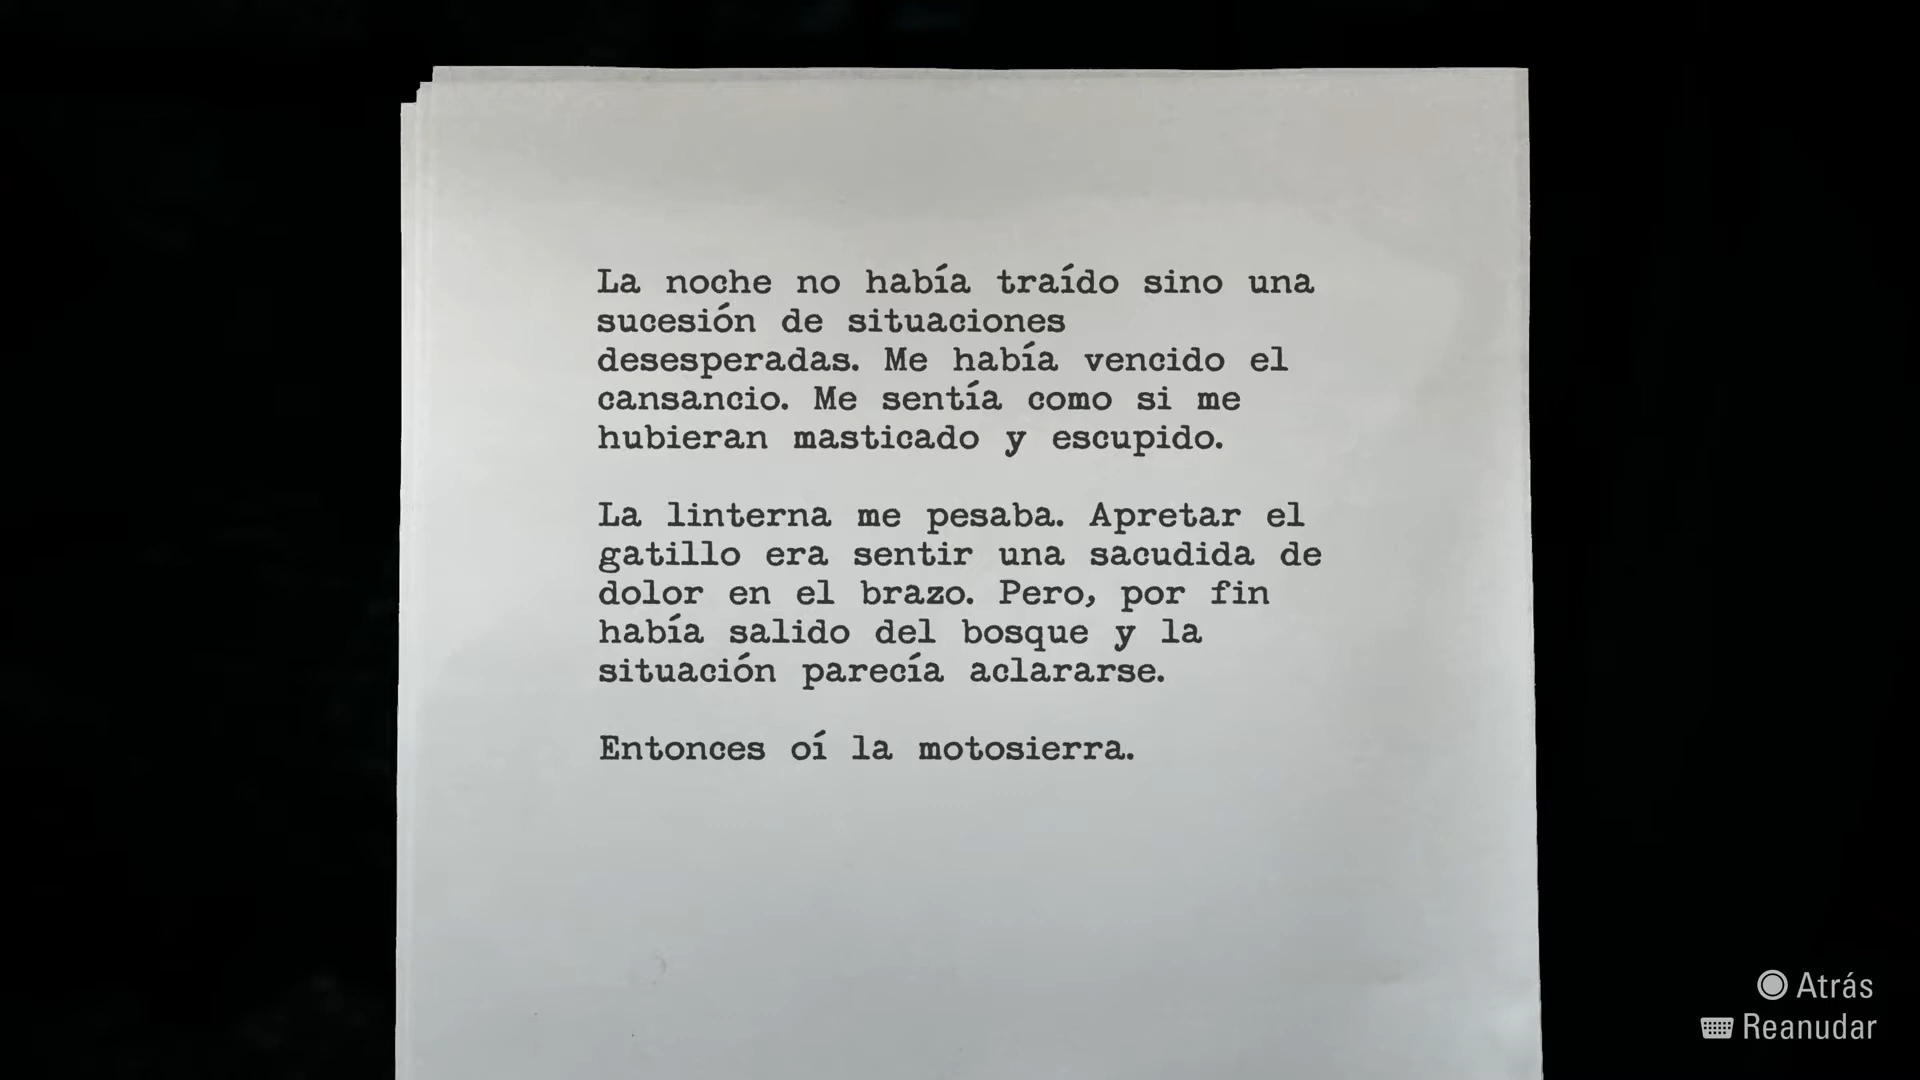 La noche no había traído sino una
sucesión de situaciones
desesperadas. Me había vencido el
cansancio. Me sentía como si me
hubieran masticado y escupido.
La linterna me pesaba. Apretar el
gatillo era sentir una sacudida de
dolor en el brazo. Pero, por fin
había salido del bosque y la
situación parecía aclararse.
Entonces oí la motosierra.
Atrás
Reanudar